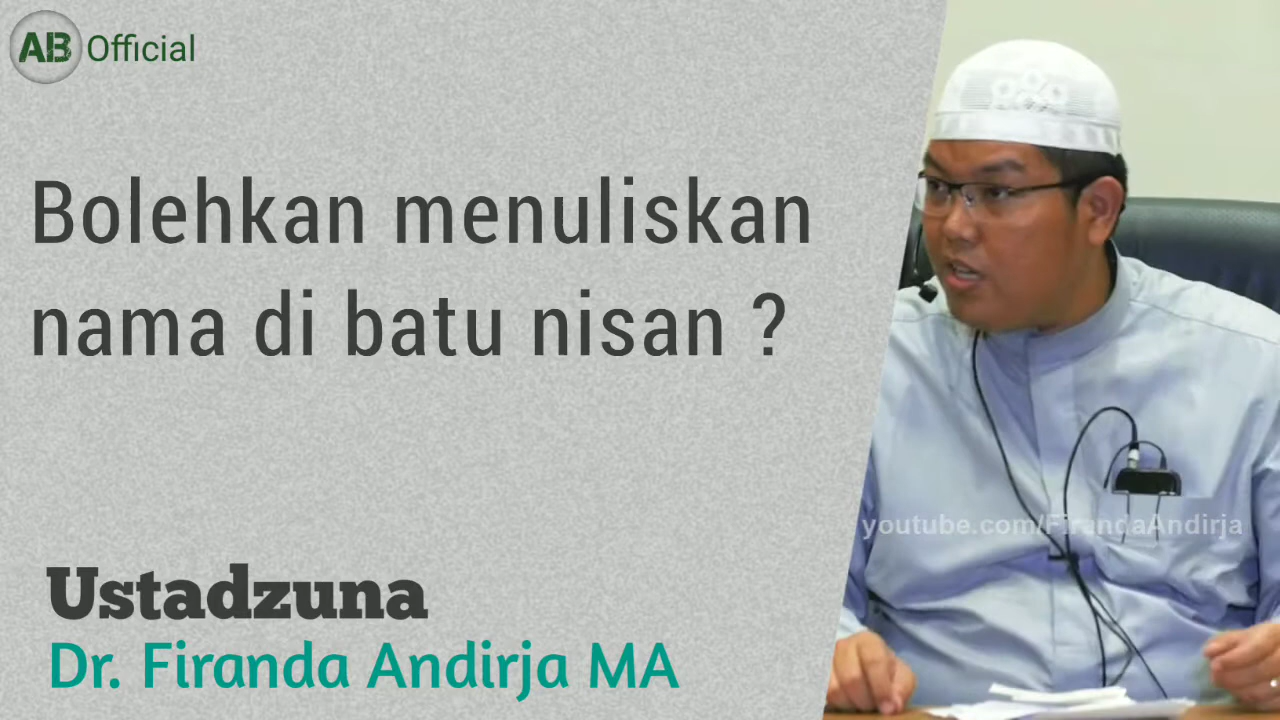 AB Official
Bolehkan menuliskan
nama di batu nisan ?
youtube.com/FirandaAndirja
Ustadzuna
Dr. Firanda Andirja MA